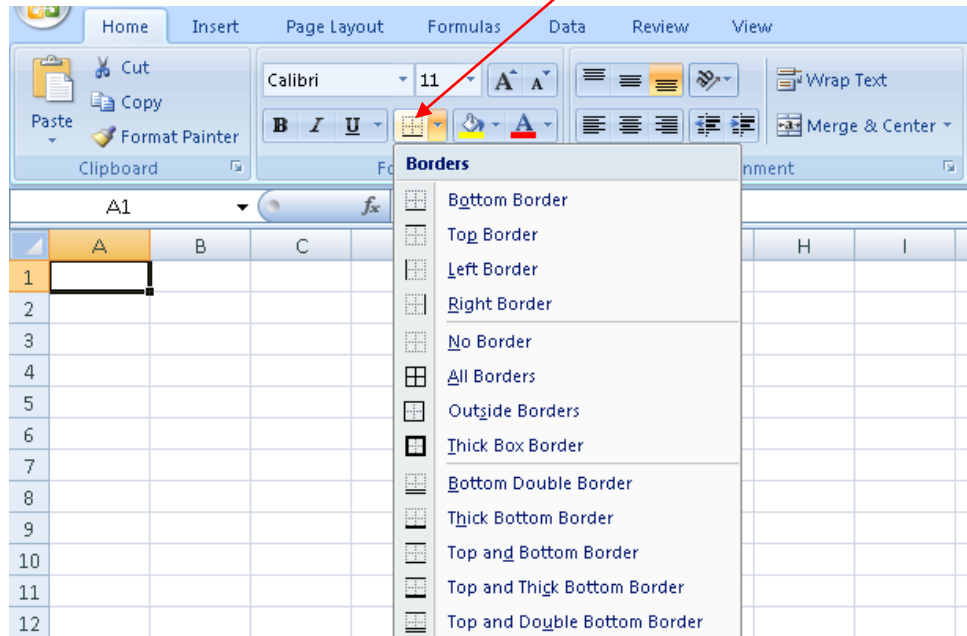 Home Insert Page Layout Formulas Data Review View
Cut
Copy
Format Painter
Paste
Clipboard
Calibri 11 A A
B I U A
Fo
Wrap Text
Merge & Center
nment
A1 fx
A B C H I
1
2
3
4
5
6
7
8
9
10
11
12
Borders
Bottom Border
Top Border
Left Border
Right Border
No Border
All Borders
Outside Borders
Thick Box Border
Bottom Double Border
Thick Bottom Border
Top and Bottom Border
Top and Thick Bottom Border
Top and Double Bottom Border